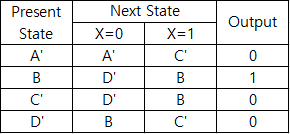 Present State Next State Output
X=0 X=1
A' A' C' 0
B D' B 1
C' D' B 0
D' B C' 0